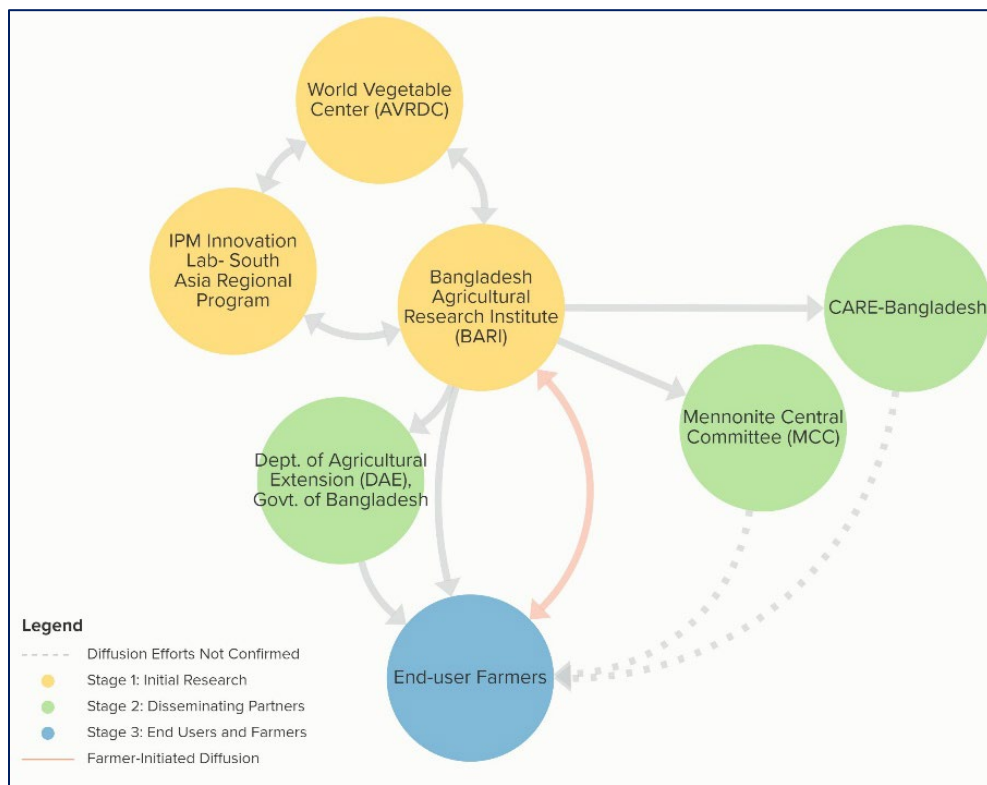 World Vegetable
Center (AVRDC)
IPM Innovation
Lab- South
Asia Regional
Program
Bangladesh
Agricultural
Research Institute
(BARI)
CARE-Bangladesh
Mennonite Central
Committee (MCC)
Dept. of Agricultural
Extension (DAE),
Govt. of Bangladesh
End-user Farmers
Legend
Diffusion Efforts Not Confirmed
Stage 1: Initial Research
Stage 2: Disseminating Partners
Stage 3: End Users and Farmers
Farmer-Initiated Diffusion